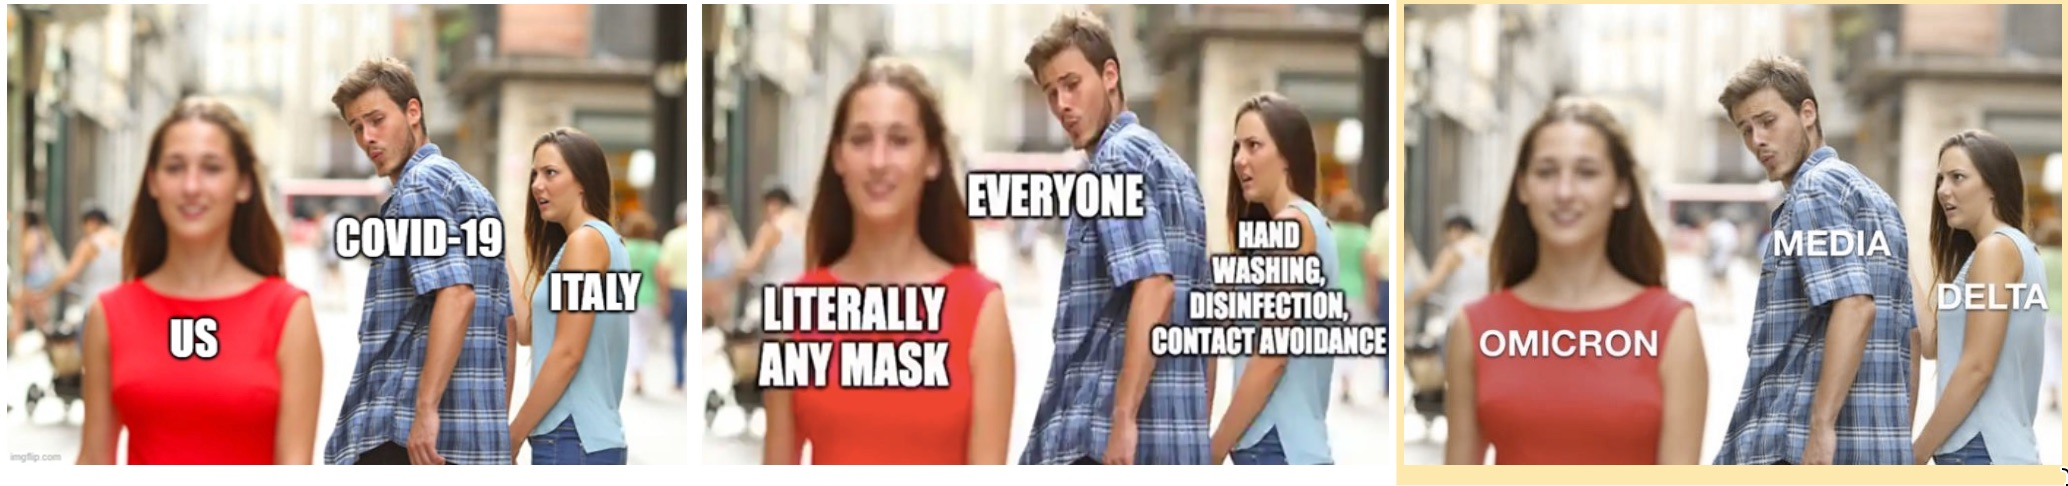 COVID-19
ITALY
US
imgflip.com
EVERYONE
HAND
WASHING,
DISINFECTION,
CONTACT AVOIDANCE
LITERALLY
ANY MASK
MEDIA
DELTA
OMICRON